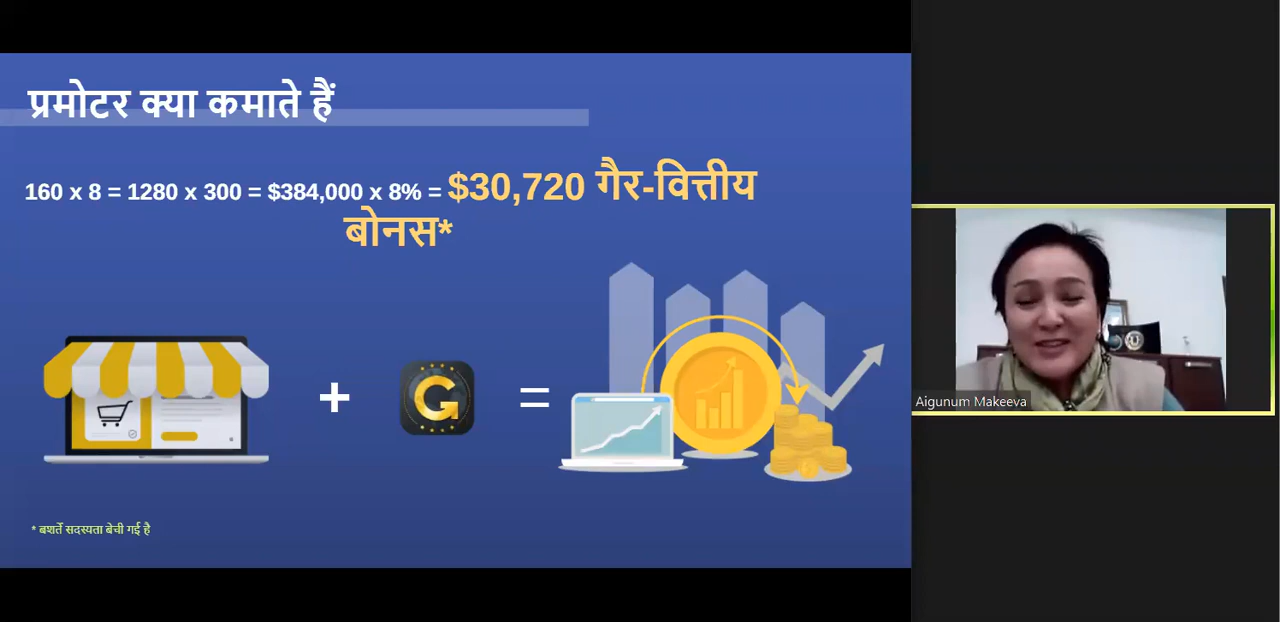 प्रमोटर क्या कमाते हैं
160 x 8 = 1280 x 300 = $384,000 x 8% = $30,720 गैर-वित्तीय
बोनस*
G
Aigunum Makeeva
* बशर्ते सदस्यता बेची गई है